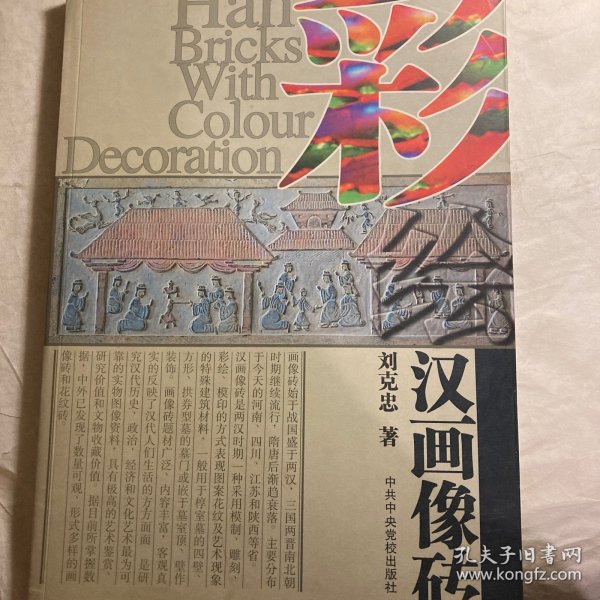 Han
Bricks
With
Colour
Decoration
彩
绘
汉画像砖
刘克忠 著
中共中央党校出版社
画像砖始于战国盛于两汉，三国两晋南北朝
时期继续流行，隋唐后渐趋衰落，主要分布
于今天的河南、四川、江苏和陕西等省。
汉画像砖是两汉时期一种采用模制、雕刻、
彩绘、模印的方式表现图案花纹及艺术现象
的特殊建筑材料，一般用于椁室墓的四壁、
方形、拱券型墓的墓门或嵌于墓室顶、壁作
装饰。画像砖题材广泛、内容丰富，客观真
实的反映了汉代人们生活的方方面面，是研
究汉代历史、政治、经济和文化艺术最为可
靠的实物图像资料，具有极高的艺术鉴赏、
研究价值和文物收藏价值。据目前所掌握数
据，中外已发现了数量可观，形式多样的画
像砖和花纹砖。
孔夫子旧书网
www.kongfz.com